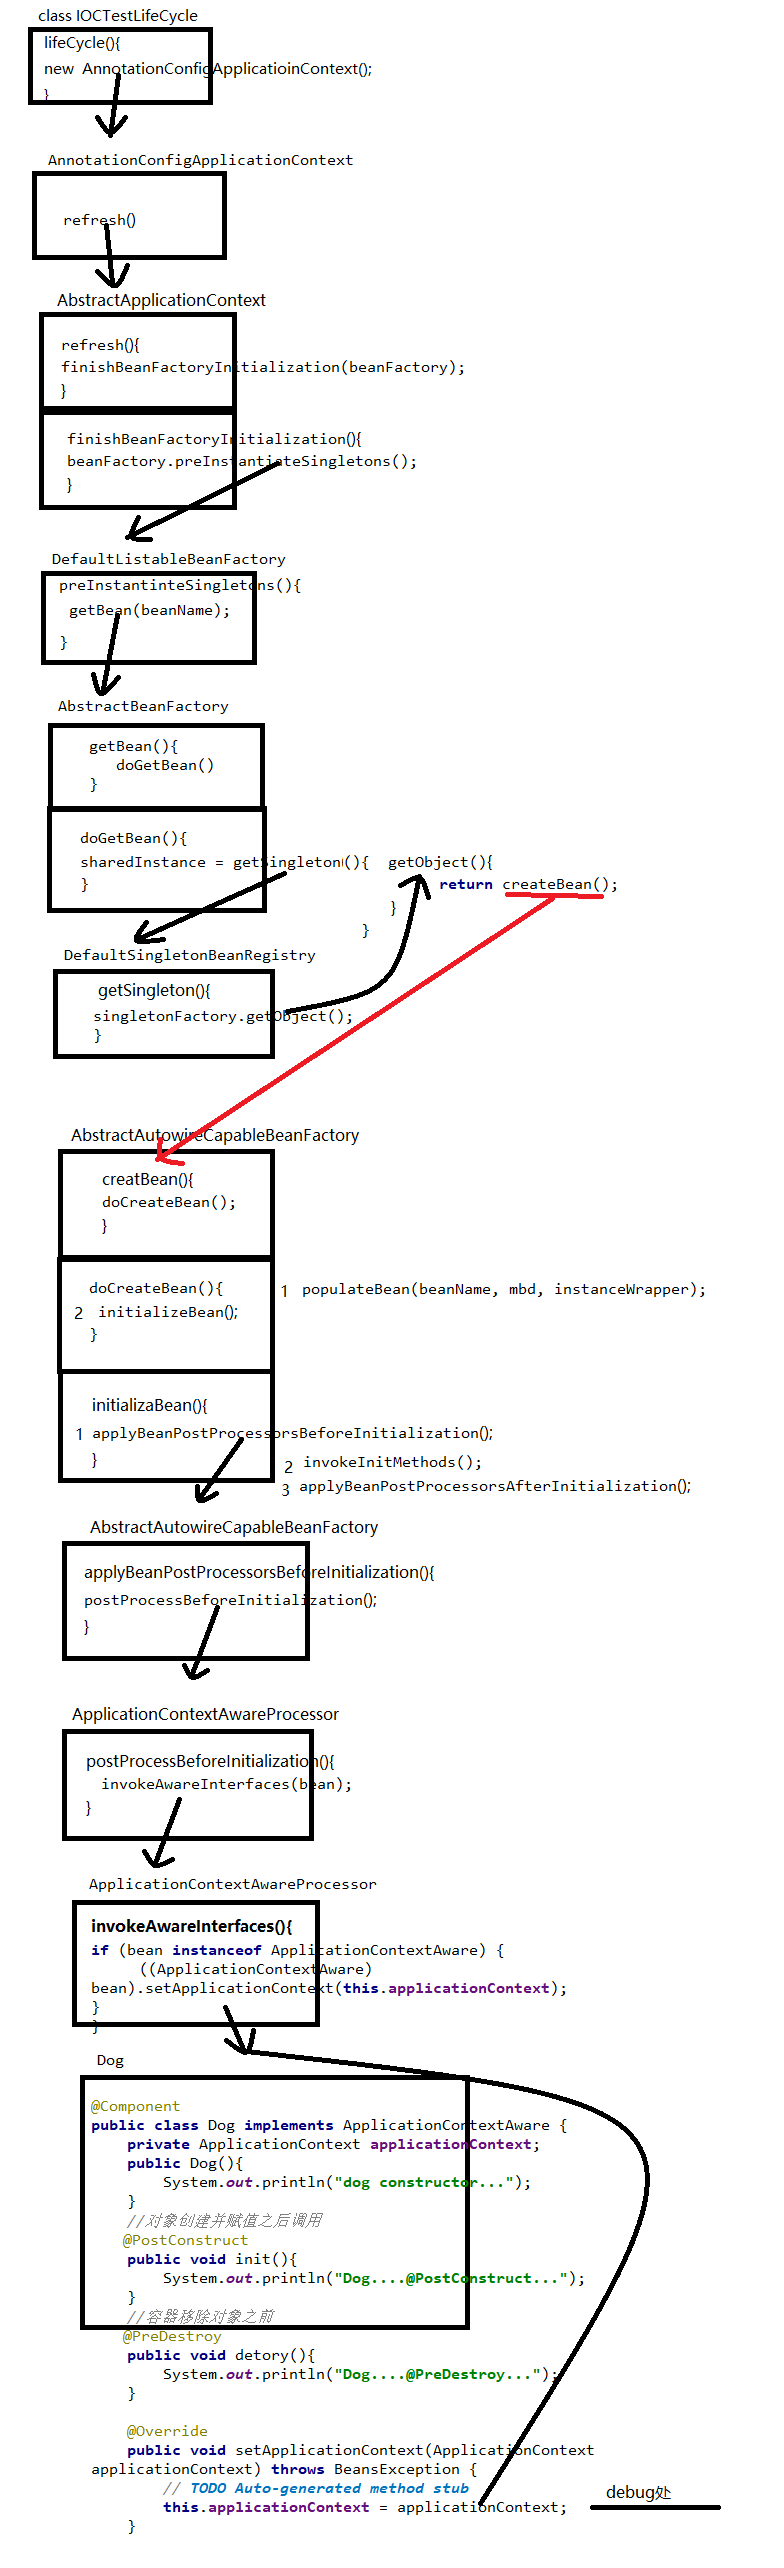 class IOCTestLifeCycle
lifeCycle(){
new AnnotationConfigApplicatioinContext();
}
AnnotationConfigApplicationContext
refresh()
AbstractApplicationContext
refresh(){
finishBeanFactoryInitialization(beanFactory);
}
finishBeanFactoryInitialization(){
beanFactory.preInstantiateSingletons();
}
DefaultListableBeanFactory
preInstantinteSingletons(){
getBean(beanName);
}
AbstractBeanFactory
getBean(){
doGetBean()
}
doGetBean(){
sharedInstance = getSingleton(){ getObject(){
return createBean();
}
}
}
DefaultSingletonBeanRegistry
getSingleton(){
singletonFactory.getObject();
}
AbstractAutowireCapableBeanFactory
creatBean(){
doCreateBean();
}
doCreateBean(){
1 populateBean(beanName, mbd, instanceWrapper);
2 initializeBean();
}
initializaBean(){
1 applyBeanPostProcessorsBeforeInitialization();
}
2 invokeInitMethods();
3 applyBeanPostProcessorsAfterInitialization();
AbstractAutowireCapableBeanFactory
applyBeanPostProcessorsBeforeInitialization(){
postProcessBeforeInitialization();
}
ApplicationContextAwareProcessor
postProcessBeforeInitialization(){
invokeAwareInterfaces(bean);
}
ApplicationContextAwareProcessor
invokeAwareInterfaces(){
if (bean instanceof ApplicationContextAware) {
((ApplicationContextAware)
bean).setApplicationContext(this.applicationContext);
}
}
Dog
@Component
public class Dog implements ApplicationContextAware {
private ApplicationContext applicationContext;
public Dog(){
System.out.println("dog constructor...");
}
//对象创建并赋值之后调用
@PostConstruct
public void init(){
System.out.println("Dog....@PostConstruct...");
}
//容器移除对象之前
@PreDestroy
public void detory(){
System.out.println("Dog....@PreDestroy...");
}
@Override
public void setApplicationContext(ApplicationContext
applicationContext) throws BeansException {
// TODO Auto-generated method stub
this.applicationContext = applicationContext;
debug处
}